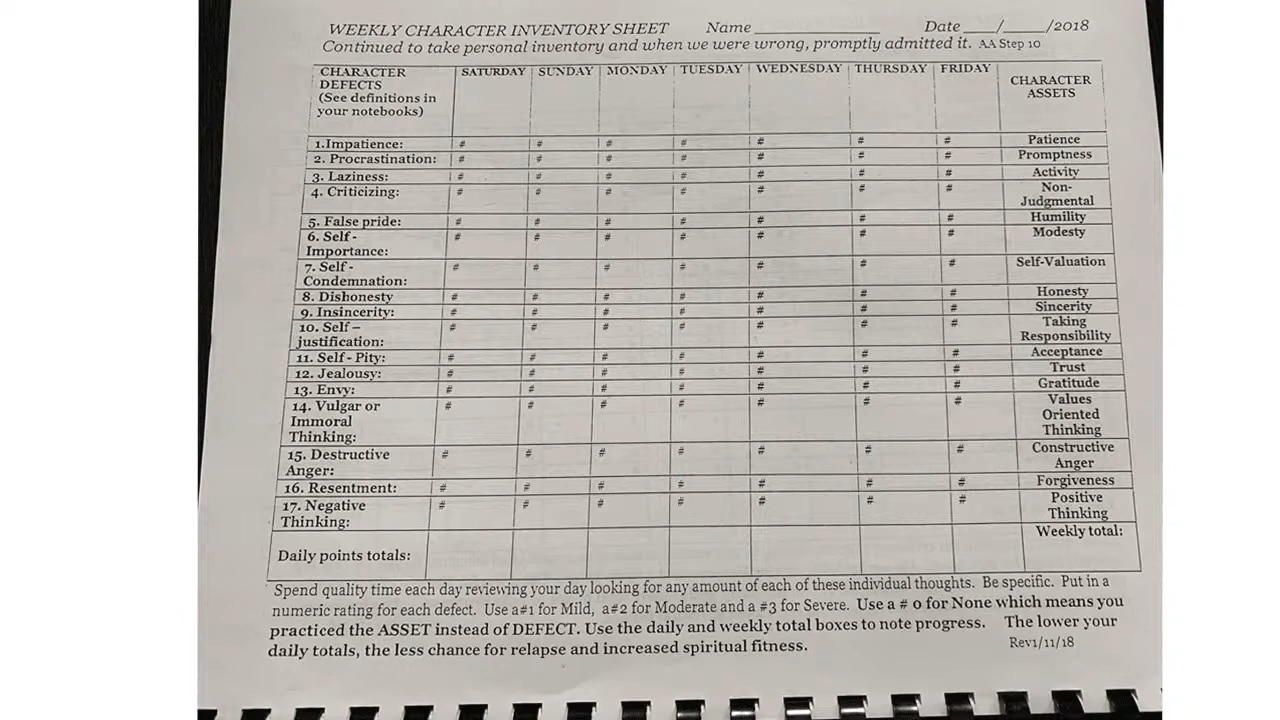 WEEKLY CHARACTER INVENTORY SHEET Name ____________ Date ___/____/2018
Continued to take personal inventory and when we were wrong, promptly admitted it. AA Step 10
CHARACTER DEFECTS (See definitions in your notebooks) SATURDAY SUNDAY MONDAY TUESDAY WEDNESDAY THURSDAY FRIDAY CHARACTER ASSETS
1.Impatience: # # # # # # # Patience
2. Procrastination: # # # # # # # Promptness
3. Laziness: # # # # # # # Activity
4. Criticizing: # # # # # # # Non-Judgmental
5. False pride: # # # # # # # Humility
6. Self-Importance: # # # # # # # Modesty
7. Self-Condemnation: # # # # # # # Self-Valuation
8. Dishonesty # # # # # # # Honesty
9. Insincerity: # # # # # # # Sincerity
10. Self – justification: # # # # # # # Taking Responsibility
11. Self-Pity: # # # # # # # Acceptance
12. Jealousy: # # # # # # # Trust
13. Envy: # # # # # # # Gratitude
14. Vulgar or Immoral Thinking: # # # # # # # Values Oriented Thinking
15. Destructive Anger: # # # # # # # Constructive Anger
16. Resentment: # # # # # # # Forgiveness
17. Negative Thinking: # # # # # # # Positive Thinking
Daily points totals: Weekly total:
Spend quality time each day reviewing your day looking for any amount of each of these individual thoughts. Be specific. Put in a
numeric rating for each defect. Use a#1 for Mild, a#2 for Moderate and a #3 for Severe. Use a # 0 for None which means you
practiced the ASSET instead of DEFECT. Use the daily and weekly total boxes to note progress. The lower your
daily totals, the less chance for relapse and increased spiritual fitness. Rev1/11/18